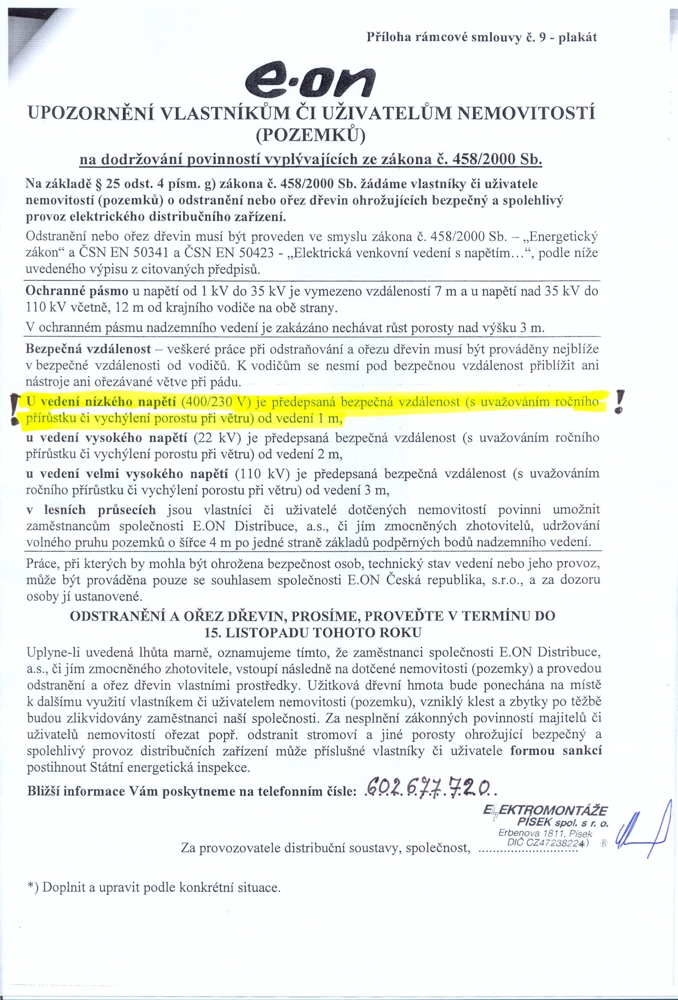 Příloha rámcové smlouvy č. 9 - plakát
e·on
UPOZORNĚNÍ VLASTNÍKŮM ČI UŽIVATELŮM NEMOVITOSTÍ
(POZEMKŮ)
na dodržování povinností vyplývajících ze zákona č. 458/2000 Sb.
Na základě § 25 odst. 4 písm. g) zákona č. 458/2000 Sb. žádáme vlastníky či uživatele
nemovitostí (pozemků) o odstranění nebo ořez dřevin ohrožujících bezpečný a spolehlivý
provoz elektrického distribučního zařízení.
Odstranění nebo ořez dřevin musí být proveden ve smyslu zákona č. 458/2000 Sb. – „Energetický
zákon“ a ČSN EN 50341 a ČSN EN 50423 - „Elektrická venkovní vedení s napětím…“, podle níže
uvedeného výpisu z citovaných předpisů.
Ochranné pásmo u napětí od 1 kV do 35 kV je vymezeno vzdáleností 7 m a u napětí nad 35 kV do
110 kV včetně, 12 m od krajního vodiče na obě strany.
V ochranném pásmu nadzemního vedení je zakázáno nechávat růst porosty nad výšku 3 m.
Bezpečná vzdálenost – veškeré práce při odstraňování a ořezu dřevin musí být prováděny nejblíže
v bezpečné vzdálenosti od vodičů. K vodičům se nesmí pod bezpečnou vzdálenost přiblížit ani
nástroje ani ořezávané větve při pádu.
! U vedení nízkého napětí (400/230 V) je předepsaná bezpečná vzdálenost (s uvažováním ročního !
přírůstku či vychýlení porostu při větru) od vedení 1 m,
u vedení vysokého napětí (22 kV) je předepsaná bezpečná vzdálenost (s uvažováním ročního
přírůstku či vychýlení porostu při větru) od vedení 2 m,
u vedení velmi vysokého napětí (110 kV) je předepsaná bezpečná vzdálenost (s uvažováním
ročního přírůstku či vychýlení porostu při větru) od vedení 3 m,
v lesních průsecích jsou vlastníci či uživatelé dotčených nemovitostí povinni umožnit
zaměstnancům společnosti E.ON Distribuce, a.s., či jím zmocněných zhotovitelů, udržování
volného pruhu pozemků o šířce 4 m po jedné straně základů podpěrných bodů nadzemního vedení.
Práce, při kterých by mohla být ohrožena bezpečnost osob, technický stav vedení nebo jeho provoz,
může být prováděna pouze se souhlasem společnosti E.ON Česká republika, s.r.o., a za dozoru
osoby jí ustanovené.
ODSTRANĚNÍ A OŘEZ DŘEVIN, PROSÍME, PROVEĎTE V TERMÍNU DO
15. LISTOPADU TOHOTO ROKU
Uplyne-li uvedená lhůta marně, oznamujeme tímto, že zaměstnanci společnosti E.ON Distribuce,
a.s., či jím zmocněného zhotovitele, vstoupí následně na dotčené nemovitosti (pozemky) a provedou
odstranění a ořez dřevin vlastními prostředky. Užitková dřevní hmota bude ponechána na místě
k dalšímu využití vlastníkem či uživatelem nemovitosti (pozemku), vzniklý klest a zbytky po těžbě
budou zlikvidovány zaměstnanci naší společnosti. Za nesplnění zákonných povinností majitelů či
uživatelů nemovitostí ořezat popř. odstranit stromoví a jiné porosty ohrožující bezpečný a
spolehlivý provoz distribučních zařízení může příslušné vlastníky či uživatele formou sankcí
postihnout Státní energetická inspekce.
Bližší informace Vám poskytneme na telefonním čísle: 602 677 720
ELEKTROMONTÁŽE
PÍSEK spol. s r. o.
Erbenova 1811, Písek
DIČ CZ47238224 *) 6
Za provozovatele distribuční soustavy, společnost, ..........................
*) Doplnit a upravit podle konkrétní situace.